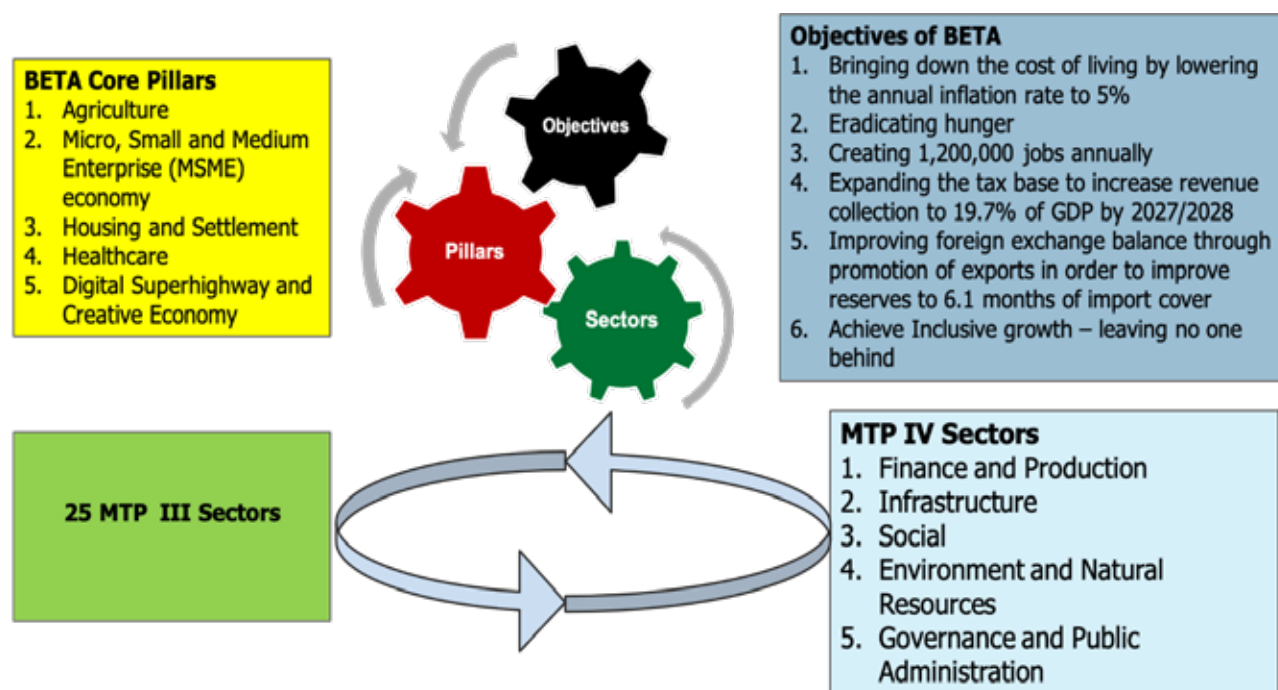 BETA Core Pillars
1. Agriculture
2. Micro, Small and Medium
Enterprise (MSME)
economy
3. Housing and Settlement
4. Healthcare
5. Digital Superhighway and
Creative Economy
Objectives
Pillars
Sectors
Objectives of BETA
1. Bringing down the cost of living by lowering
the annual inflation rate to 5%
2. Eradicating hunger
3. Creating 1,200,000 jobs annually
4. Expanding the tax base to increase revenue
collection to 19.7% of GDP by 2027/2028
5. Improving foreign exchange balance through
promotion of exports in order to improve
reserves to 6.1 months of import cover
6. Achieve Inclusive growth – leaving no one
behind
25 MTP III Sectors
MTP IV Sectors
1. Finance and Production
2. Infrastructure
3. Social
4. Environment and Natural
Resources
5. Governance and Public
Administration